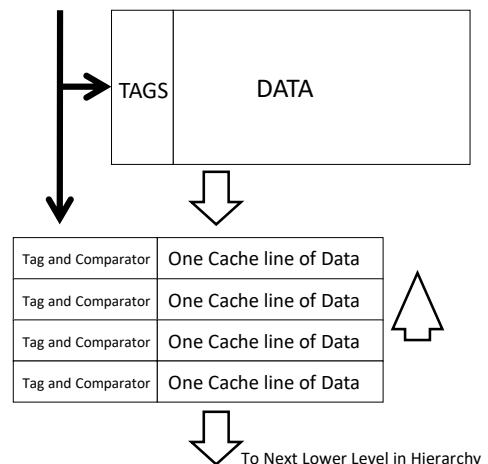 TAGS
DATA
Tag and Comparator
One Cache line of Data
Tag and Comparator
One Cache line of Data
Tag and Comparator
One Cache line of Data
Tag and Comparator
One Cache line of Data
To Next Lower Level in Hierarchy